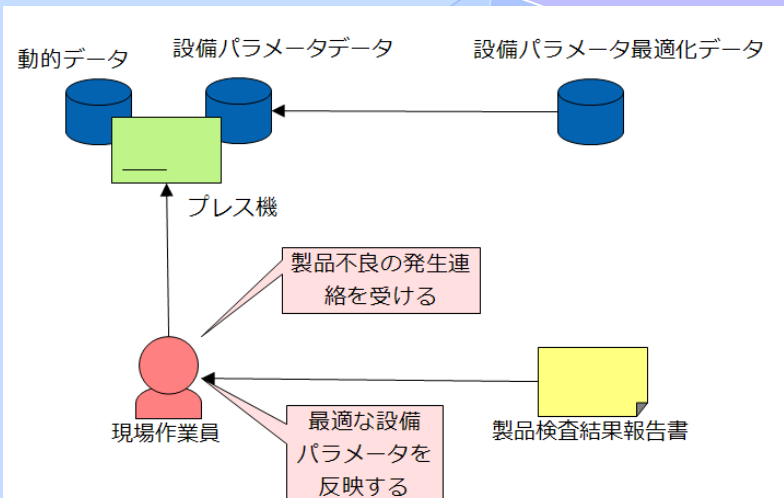 動的データ
設備パラメータデータ
設備パラメータ最適化データ
プレス機
製品不良の発生連
絡を受ける
現場作業員
最適な設備
パラメータを
反映する
製品検査結果報告書